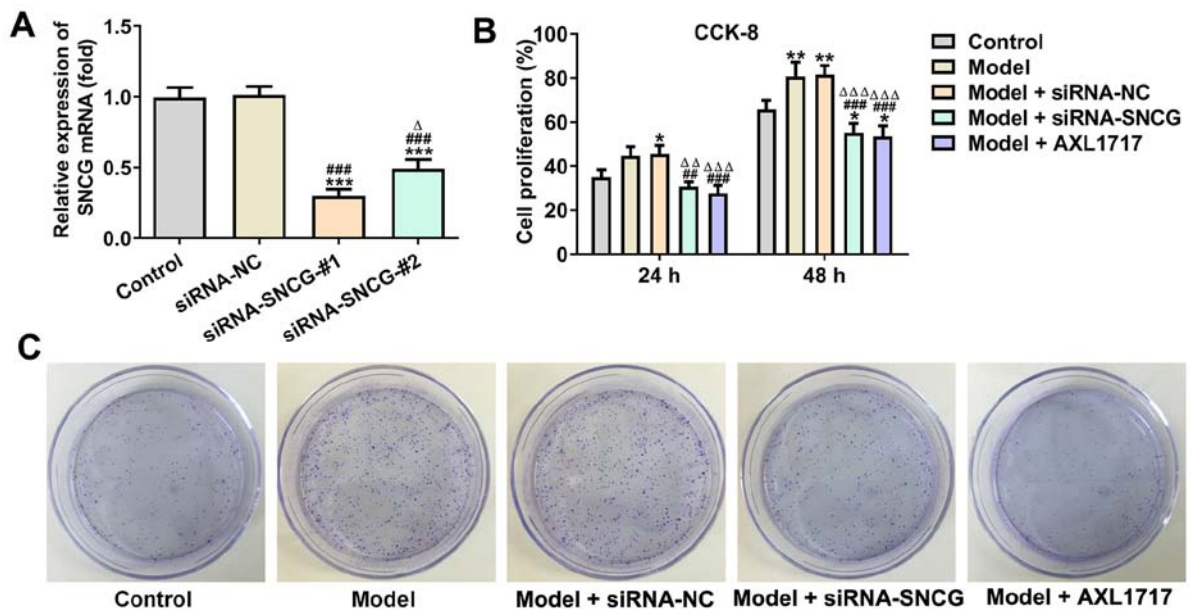 A
Relative expression of
SNCG mRNA (fold)
1.5
1.0
0.5
0.0
###
***
Δ
###
***
Control
siRNA-NC
siRNA-SNCG-#1
siRNA-SNCG-#2
B
CCK-8
Cell proliferation (%)
100
80
60
40
20
0
*
ΔΔ
##
ΔΔΔ
###
**
**
ΔΔΔ
###
*
ΔΔΔ
###
*
24 h
48 h
Control
Model
Model + siRNA-NC
Model + siRNA-SNCG
Model + AXL1717
C
Control
Model
Model + siRNA-NC
Model + siRNA-SNCG
Model + AXL1717